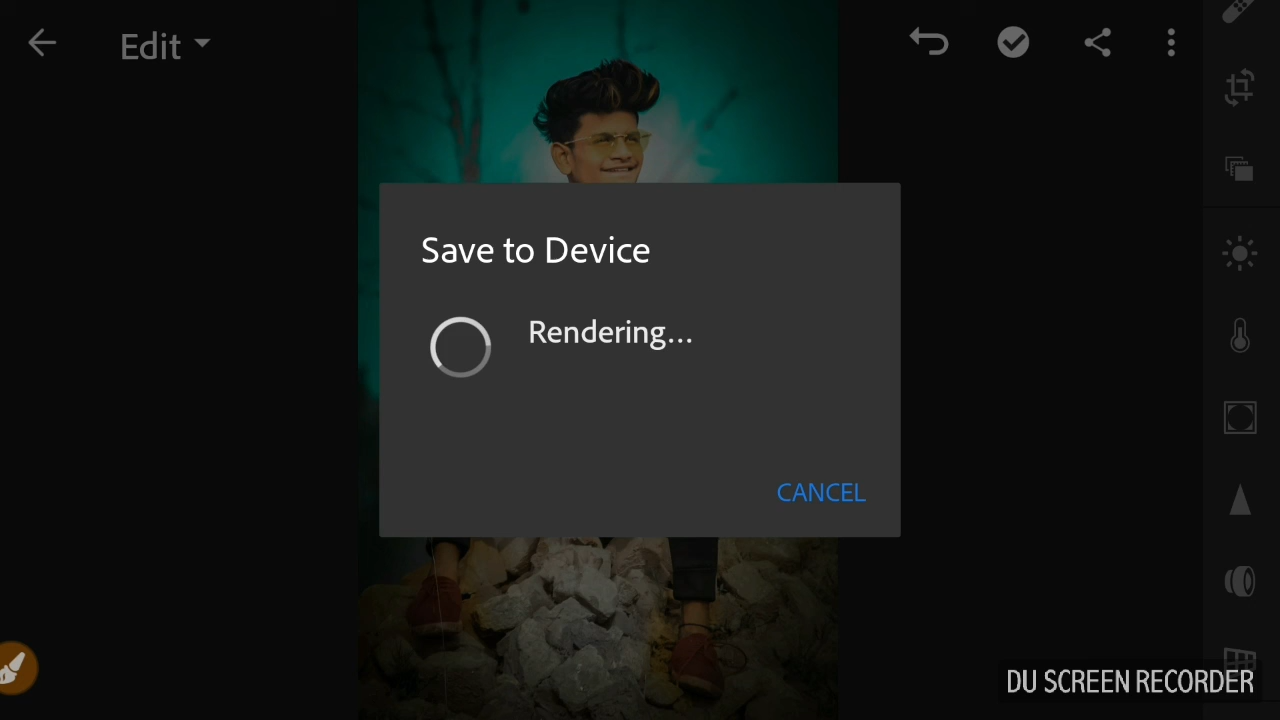 Edit
Save to Device
Rendering...
CANCEL
DU SCREEN RECORDER